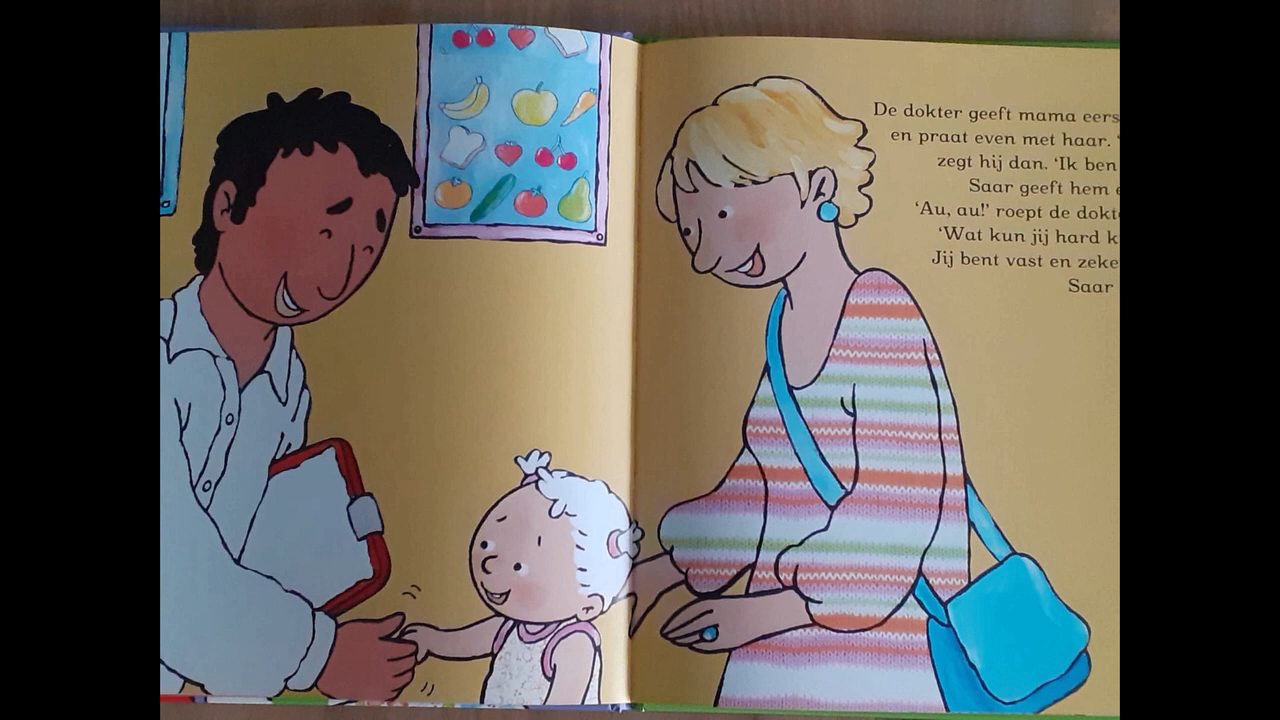 De dokter geeft mama eers
en praat even met haar.
zegt hij dan. ‘Ik ben
Saar geeft hem
‘Au, au!’ roept de dokt
‘Wat kun jij hard k
Jij bent vast en zeke
Saar